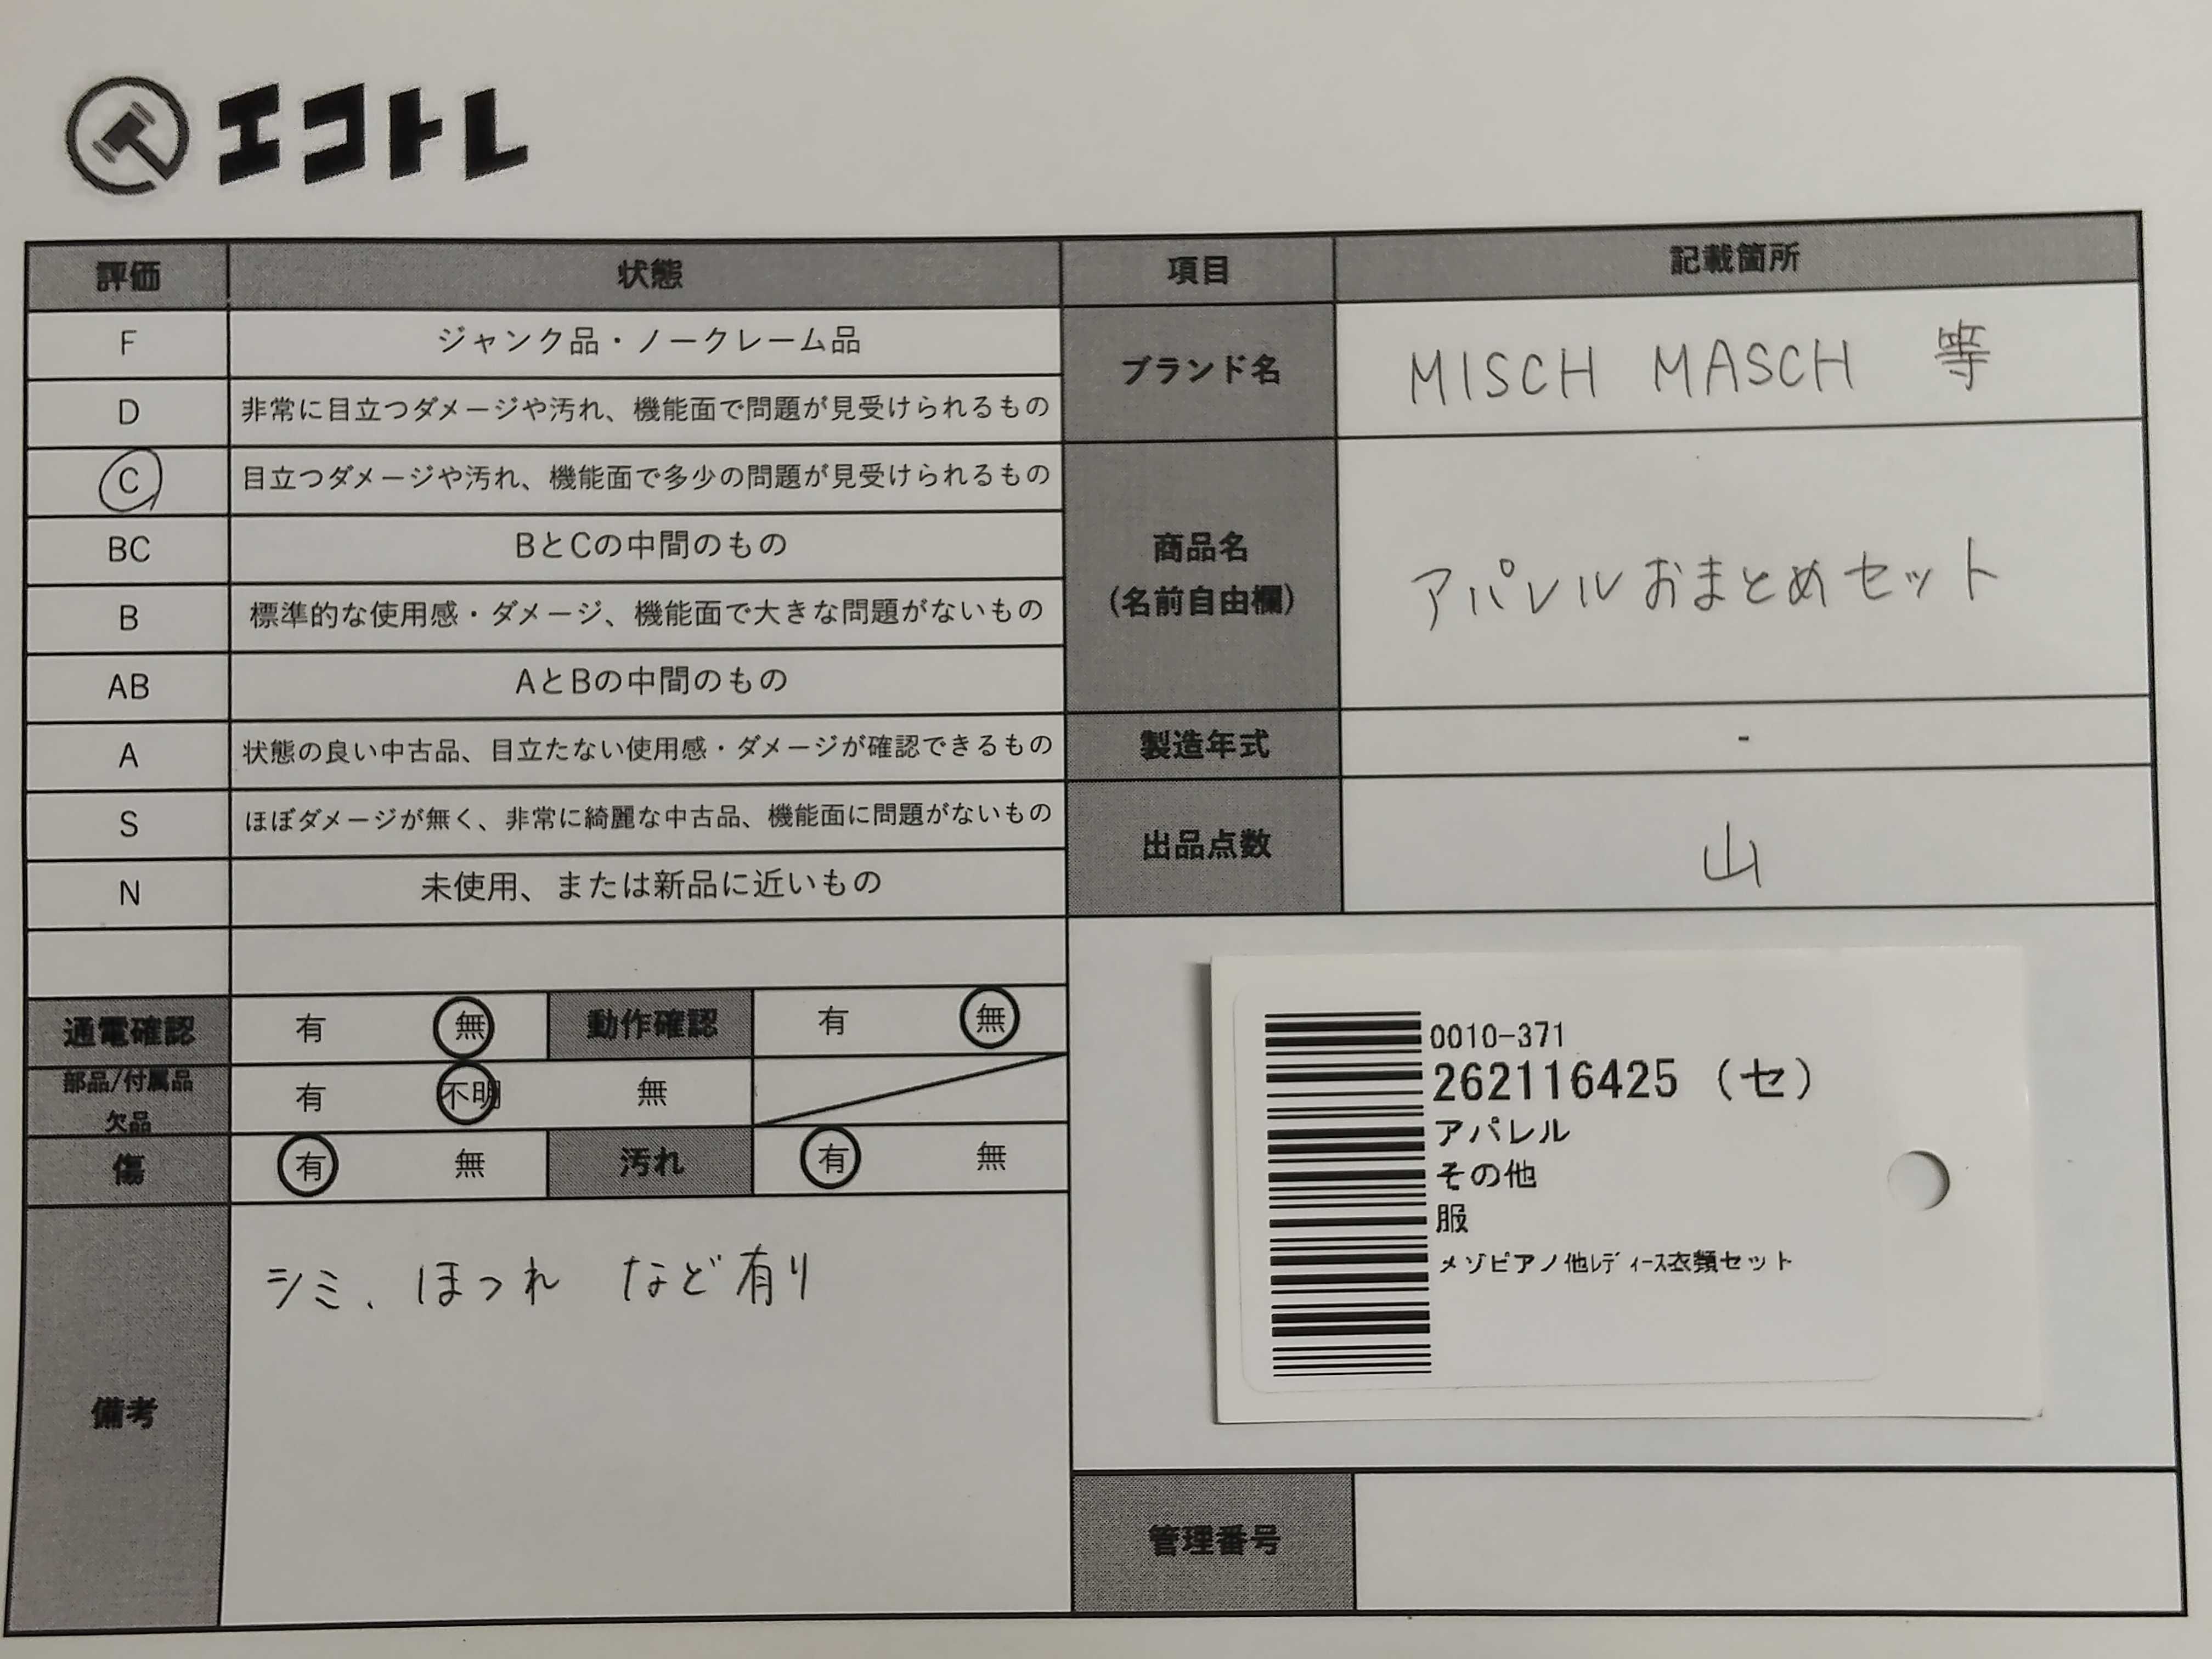 エコトレ
評価 状態 項目 記載箇所
F ジャンク品・ノークレーム品
D 非常に目立つダメージや汚れ、機能面で問題が見受けられるもの
C 目立つダメージや汚れ、機能面で多少の問題が見受けられるもの
BC BとCの中間のもの
B 標準的な使用感・ダメージ、機能面で大きな問題がないもの
AB AとBの中間のもの
A 状態の良い中古品、目立たない使用感・ダメージが確認できるもの
S ほぼダメージが無く、非常に綺麗な中古品、機能面に問題がないもの
N 未使用、または新品に近いもの
ブランド名 MISCH MASCH 等
商品名
(名前自由欄)
アパレルおまとめセット
製造年式 -
出品点数 山
通電確認 有 無 動作確認 有 無
部品/付属品
欠品
有 不明 無
傷 有 無 汚れ 有 無
備考 シミ、ほつれ など有り
0010-371
262116425 (セ)
アパレル
その他
服
メゾピアノ他ﾚﾃﾞｨｰｽ衣類セット
管理番号